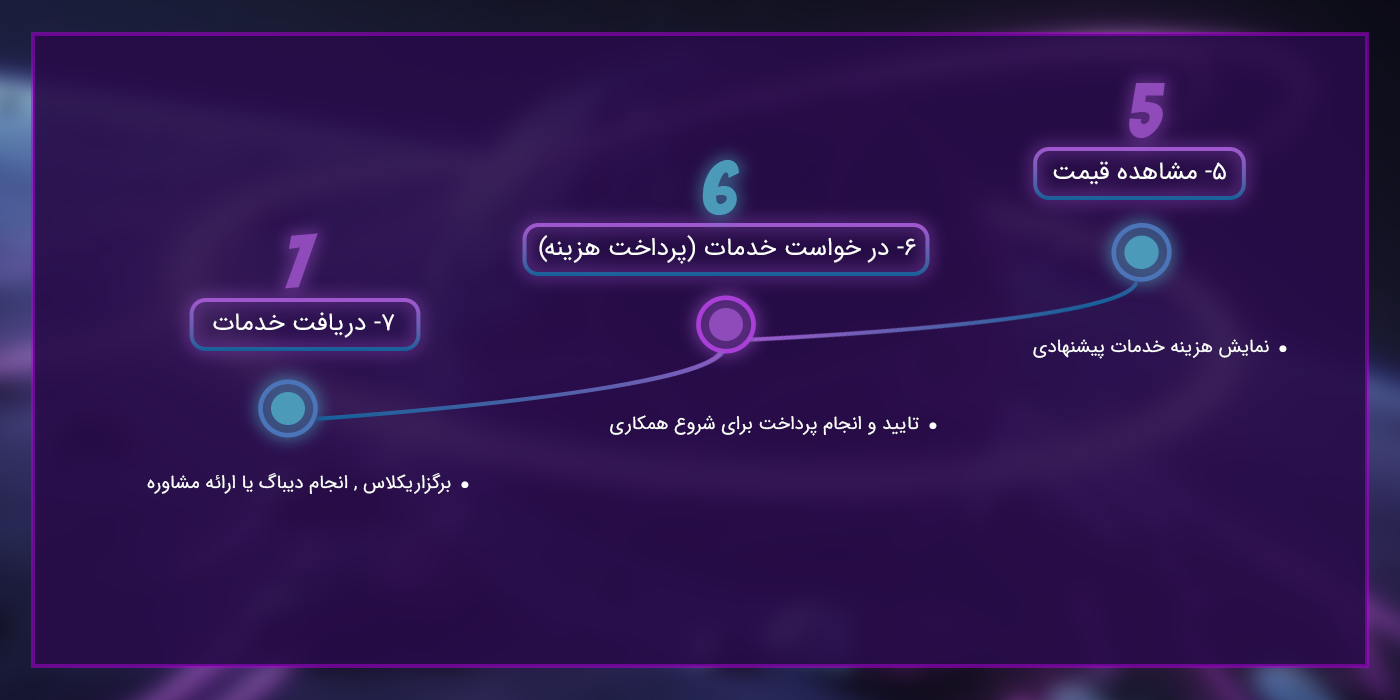 5
۵- مشاهده قیمت
نمایش هزینه خدمات پیشنهادی
6
۶- در خواست خدمات (پرداخت هزینه)
تایید و انجام پرداخت برای شروع همکاری
7
۷- دریافت خدمات
برگزاریکلاس , انجام دیباگ یا ارائه مشاوره